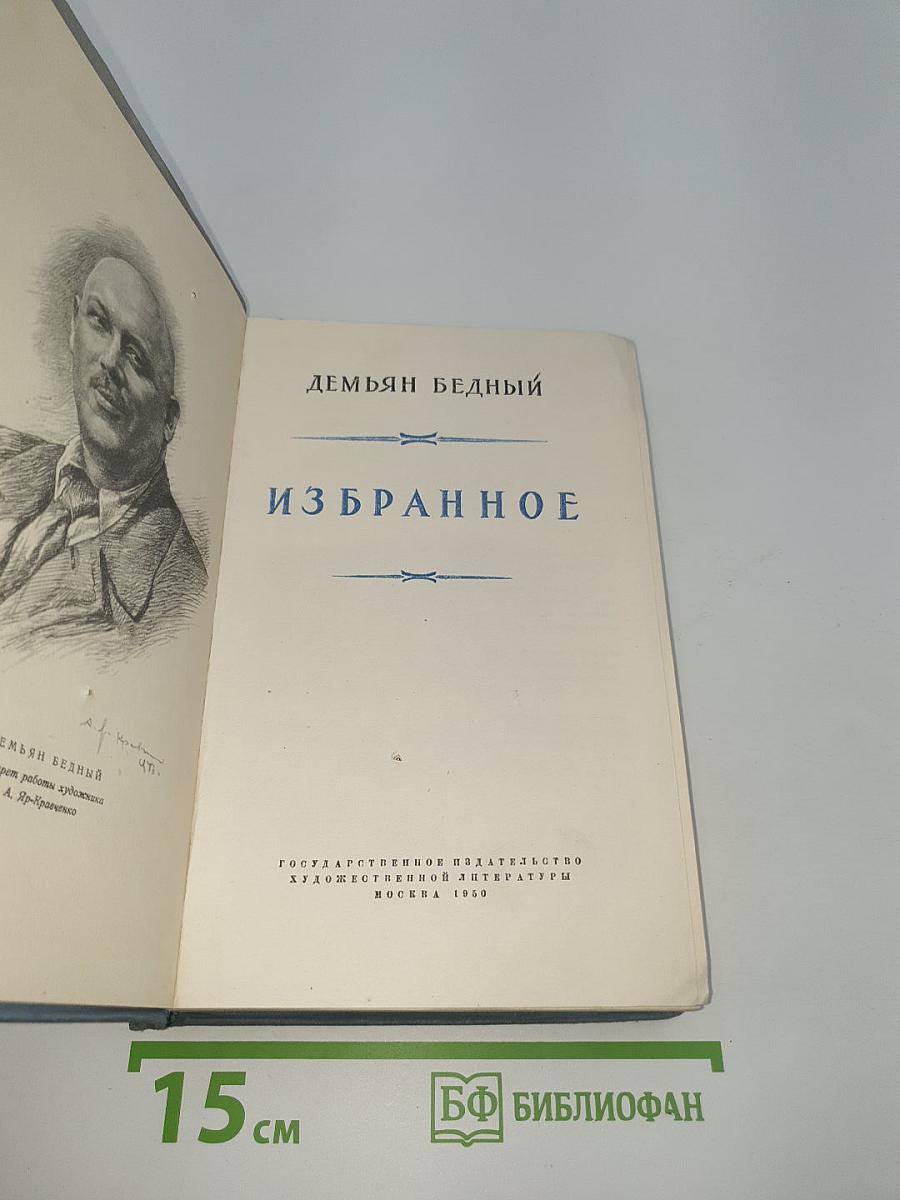 ДЕМЬЯН БЕДНЫЙ
ИЗБРАННОЕ
ГОСУДАРСТВЕННОЕ ИЗДАТЕЛЬСТВО
ХУДОЖЕСТВЕННОЙ ЛИТЕРАТУРЫ
МОСКВА 1950
ЕМЬЯН БЕДНЫЙ
рет работы художника
А. Яр-Кравченко
15 см
БФ БИБЛИОФАН